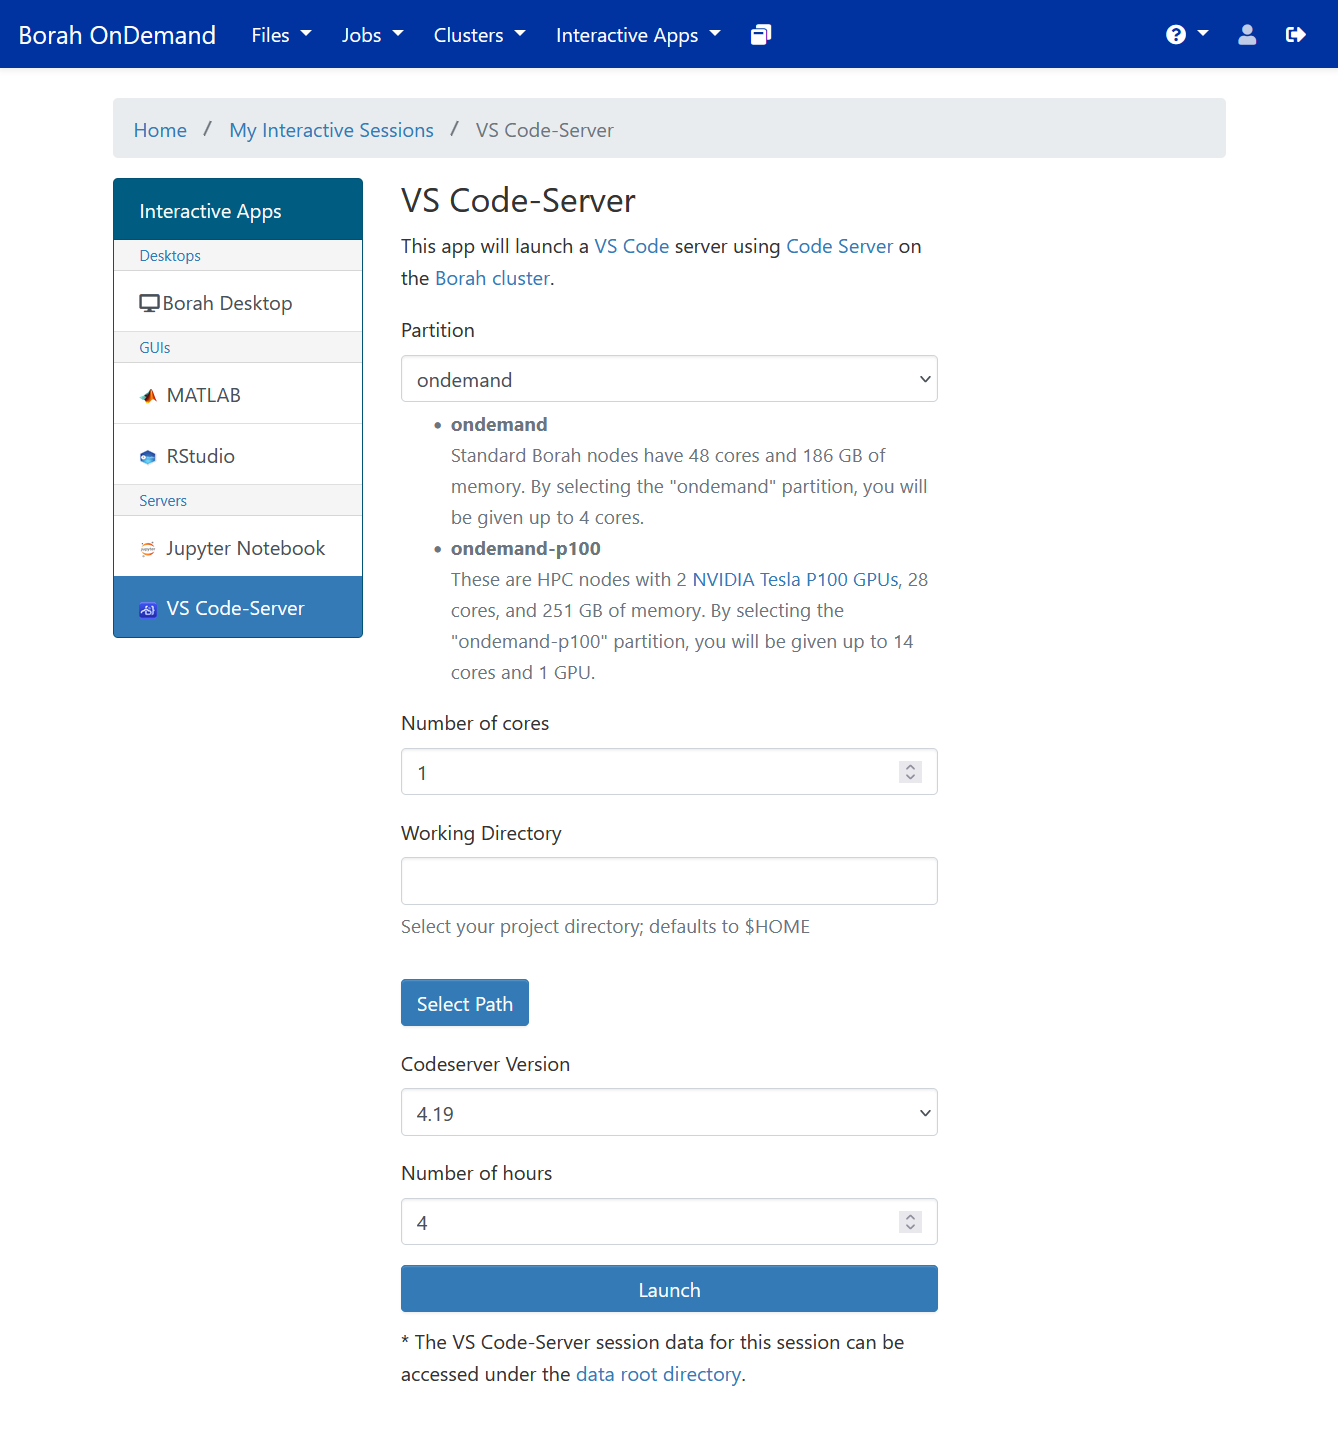 Borah OnDemand Files Jobs Clusters Interactive Apps
Home / My Interactive Sessions / VS Code-Server
Interactive Apps
Desktops
Borah Desktop
GUIs
MATLAB
RStudio
Servers
Jupyter Notebook
VS Code-Server
VS Code-Server
This app will launch a VS Code server using Code Server on
the Borah cluster.
Partition
ondemand
• ondemand
Standard Borah nodes have 48 cores and 186 GB of
memory. By selecting the "ondemand" partition, you will
be given up to 4 cores.
• ondemand-p100
These are HPC nodes with 2 NVIDIA Tesla P100 GPUs, 28
cores, and 251 GB of memory. By selecting the
"ondemand-p100" partition, you will be given up to 14
cores and 1 GPU.
Number of cores
1
Working Directory
Select your project directory; defaults to $HOME
Select Path
Codeserver Version
4.19
Number of hours
4
Launch
* The VS Code-Server session data for this session can be
accessed under the data root directory.